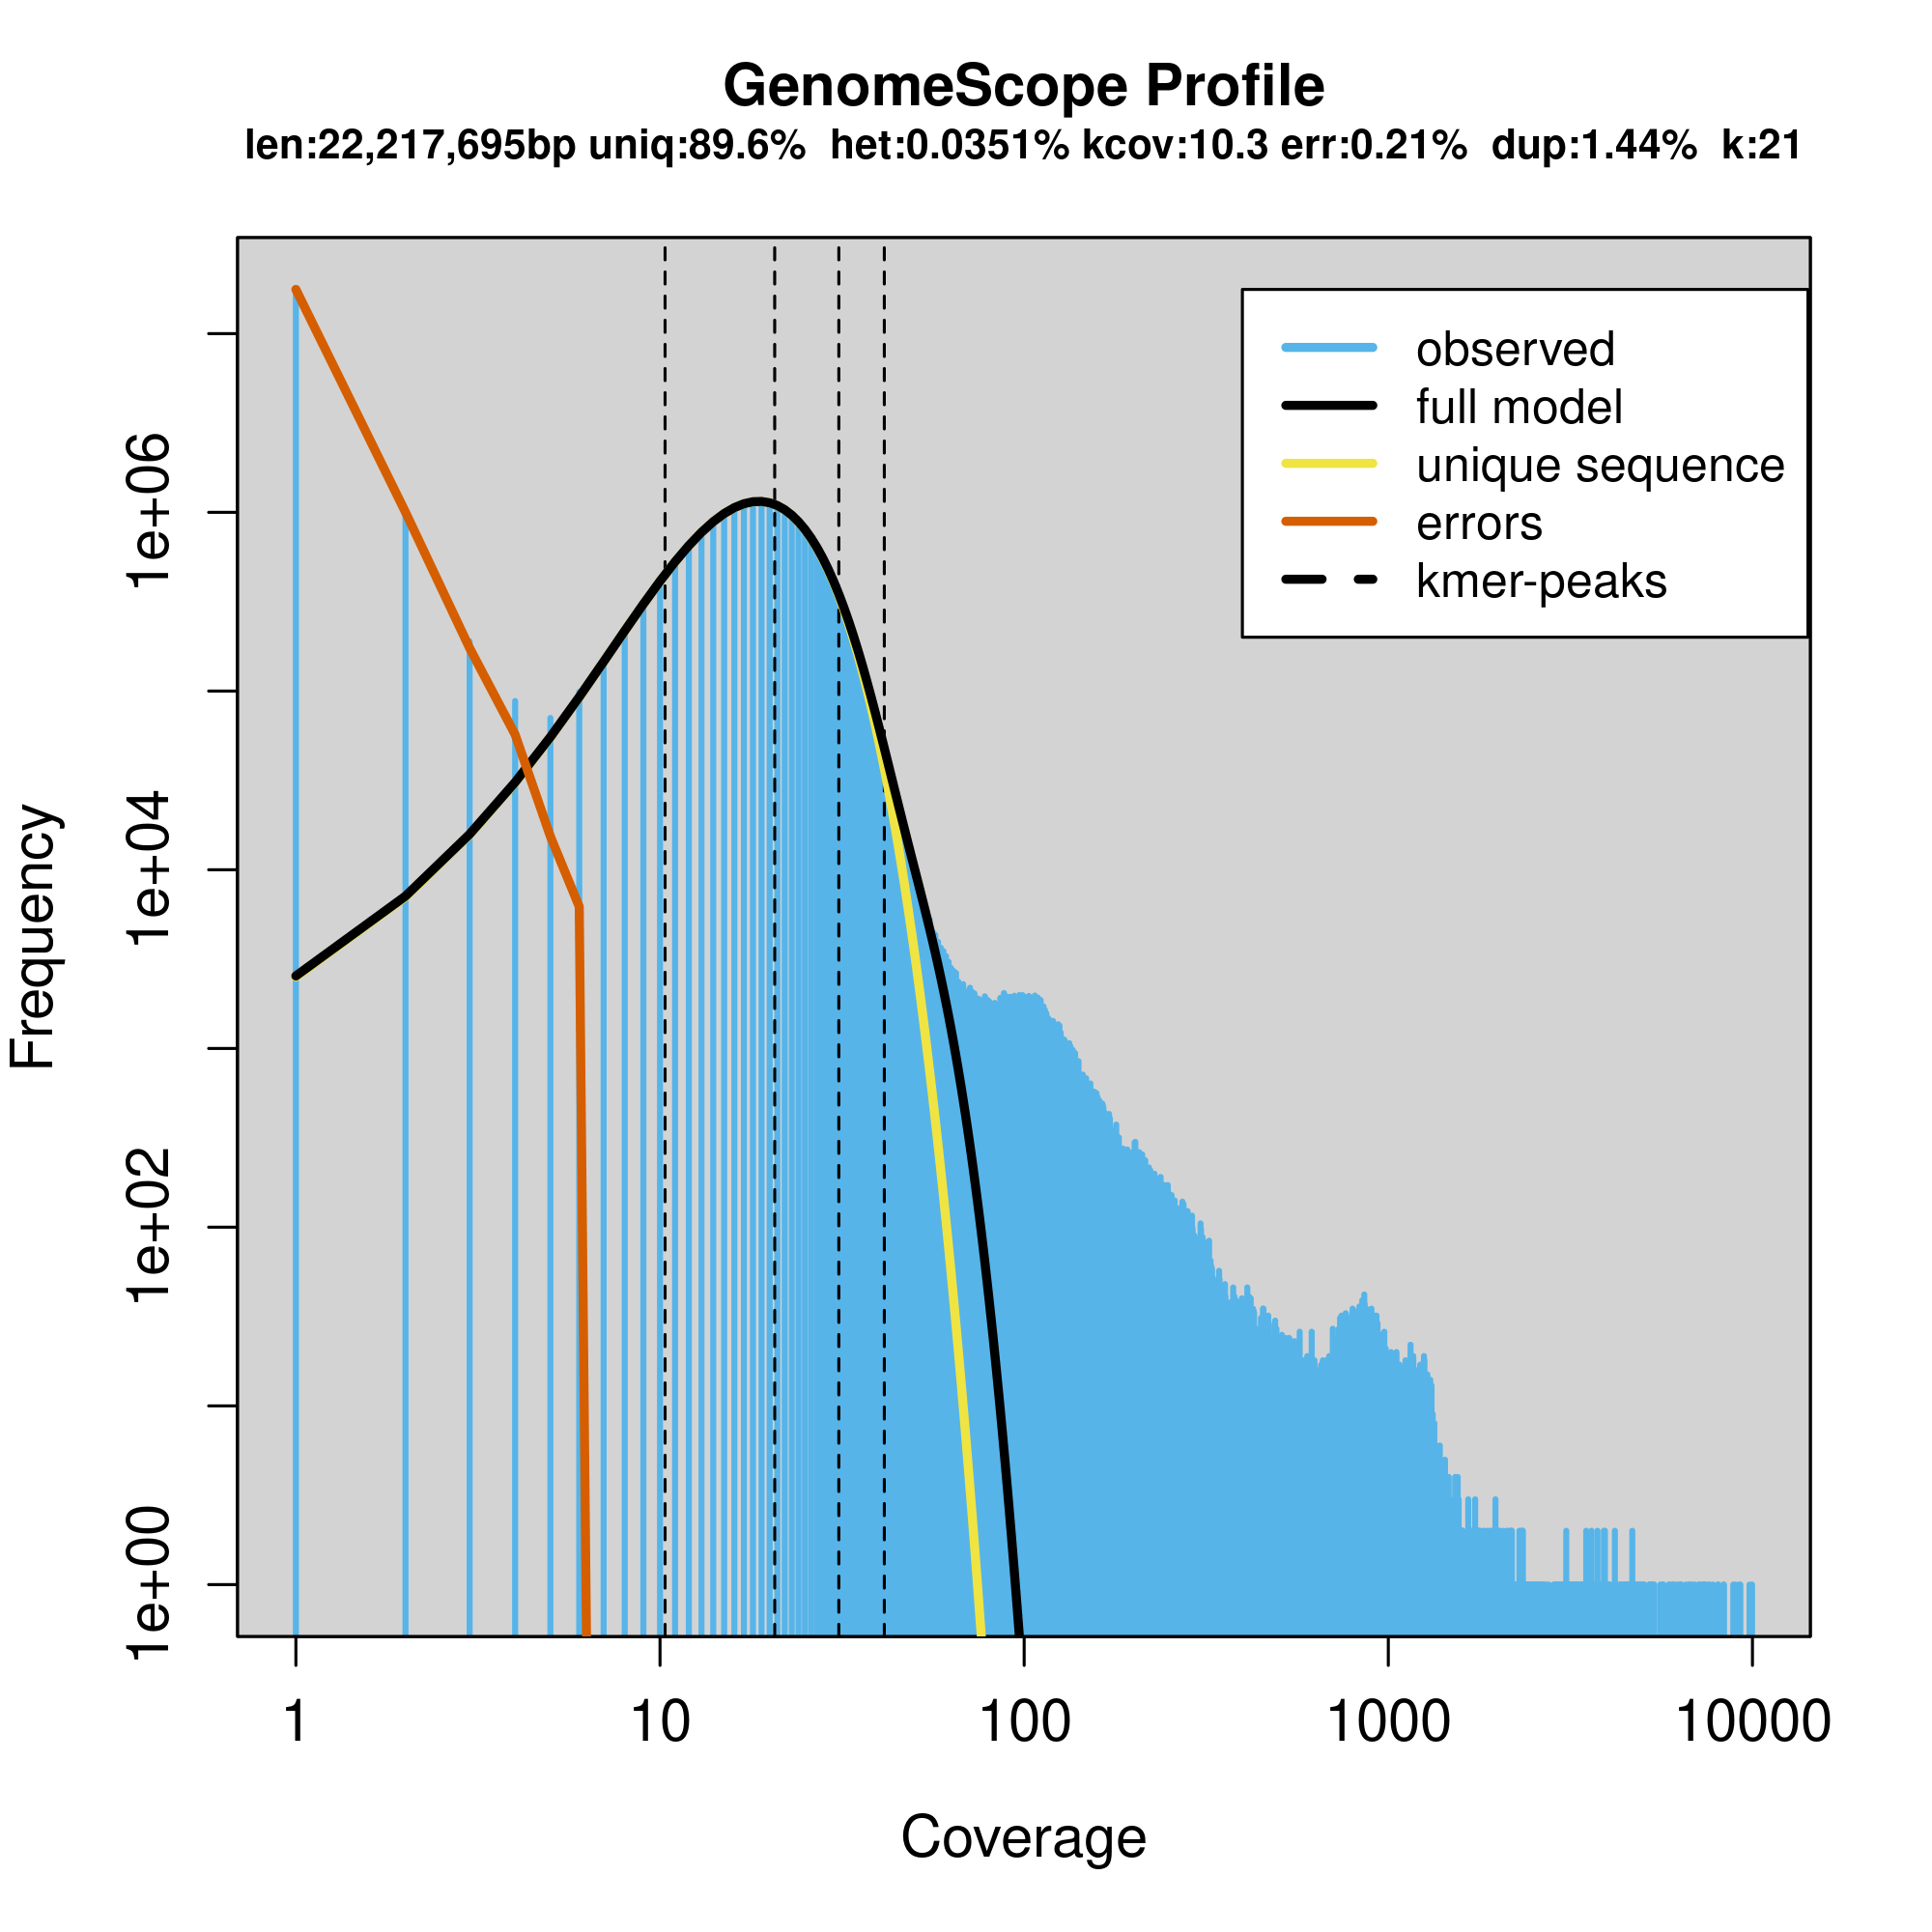 GenomeScope Profile
len:22,217,695bp uniq:89.6% het:0.0351% kcov:10.3 err:0.21% dup:1.44% k:21
observed
full model
unique sequence
errors
kmer-peaks
Frequency
1e+06
1e+04
1e+02
1e+00
1 10 100 1000 10000
Coverage